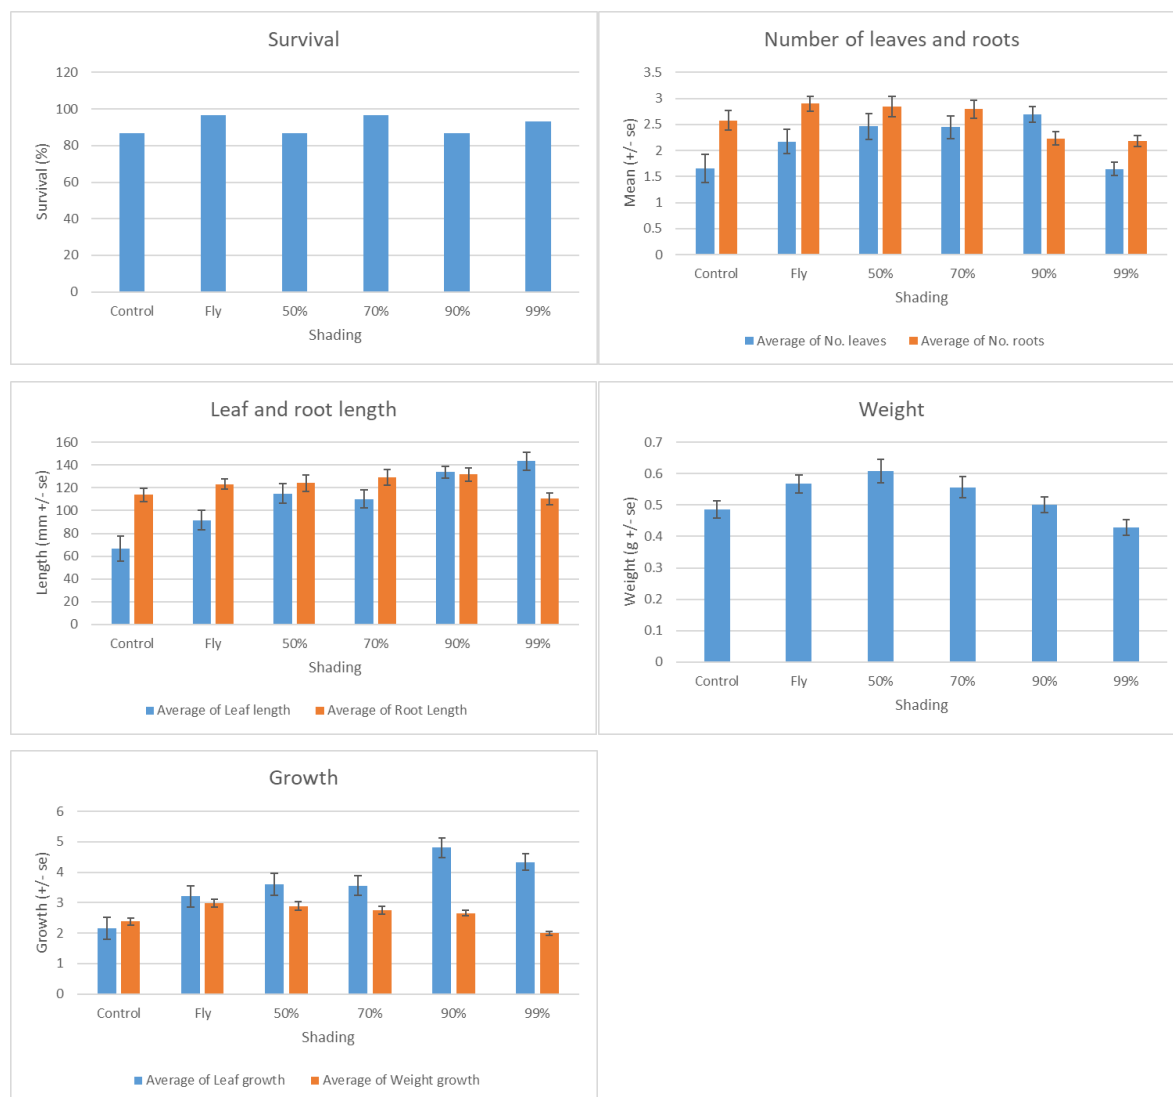 Survival
Survival (%)
120
100
80
60
40
20
0
Control Fly 50% 70% 90% 99%
Shading
Number of leaves and roots
Mean (+/- se)
3.5
3
2.5
2
1.5
1
0.5
0
Control Fly 50% 70% 90% 99%
Shading
Average of No. leaves Average of No. roots
Leaf and root length
Length (mm +/- se)
160
140
120
100
80
60
40
20
0
Control Fly 50% 70% 90% 99%
Shading
Average of Leaf length Average of Root Length
Weight
Weight (g +/- se)
0.7
0.6
0.5
0.4
0.3
0.2
0.1
0
Control Fly 50% 70% 90% 99%
Shading
Growth
Growth (+/- se)
6
5
4
3
2
1
0
Control Fly 50% 70% 90% 99%
Shading
Average of Leaf growth Average of Weight growth